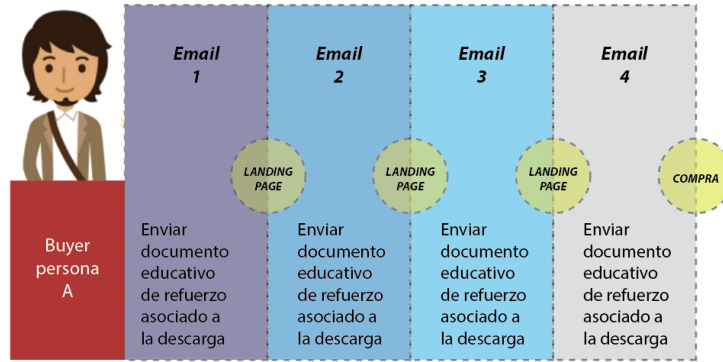 Email
1
Email
2
Email
3
Email
4
LANDING
PAGE
LANDING
PAGE
LANDING
PAGE
COMPRA
Buyer
persona
A
Enviar
documento
educativo
de refuerzo
asociado a
la descarga
Enviar
documento
educativo
de refuerzo
asociado a
la descarga
Enviar
documento
educativo
de refuerzo
asociado a
la descarga
Enviar
documento
educativo
de refuerzo
asociado a
la descarga